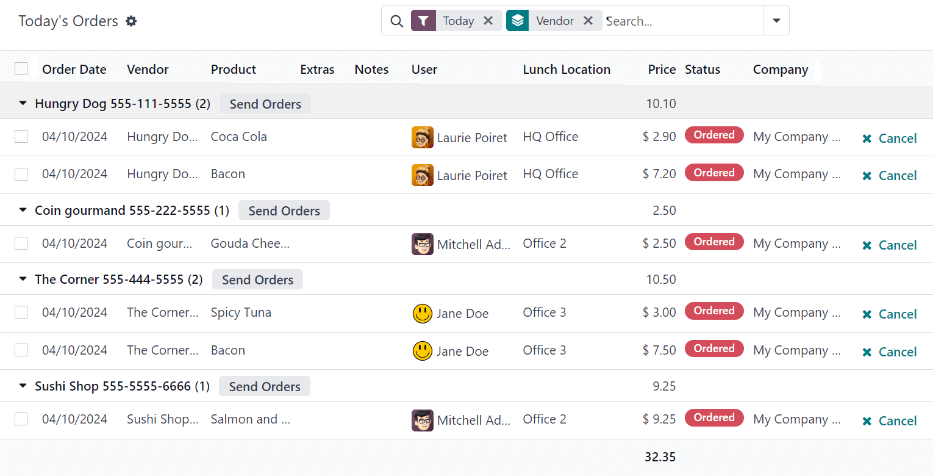 Today's Orders Today Vendor Search...
Order Date Vendor Product Extras Notes User Lunch Location Price Status Company
Hungry Dog 555-111-5555 (2) Send Orders 10.10
04/10/2024 Hungry Do... Coca Cola Laurie Poiret HQ Office $ 2.90 Ordered My Company ... Cancel
04/10/2024 Hungry Do... Bacon Laurie Poiret HQ Office $ 7.20 Ordered My Company ... Cancel
Coin gourmand 555-222-5555 (1) Send Orders 2.50
04/10/2024 Coin gour... Gouda Chee... Mitchell Ad... Office 2 $ 2.50 Ordered My Company ... Cancel
The Corner 555-444-5555 (2) Send Orders 10.50
04/10/2024 The Corner... Spicy Tuna Jane Doe Office 3 $ 3.00 Ordered My Company ... Cancel
04/10/2024 The Corner... Bacon Jane Doe Office 3 $ 7.50 Ordered My Company ... Cancel
Sushi Shop 555-5555-6666 (1) Send Orders 9.25
04/10/2024 Sushi Shop... Salmon and ... Mitchell Ad... Office 2 $ 9.25 Ordered My Company ... Cancel
32.35